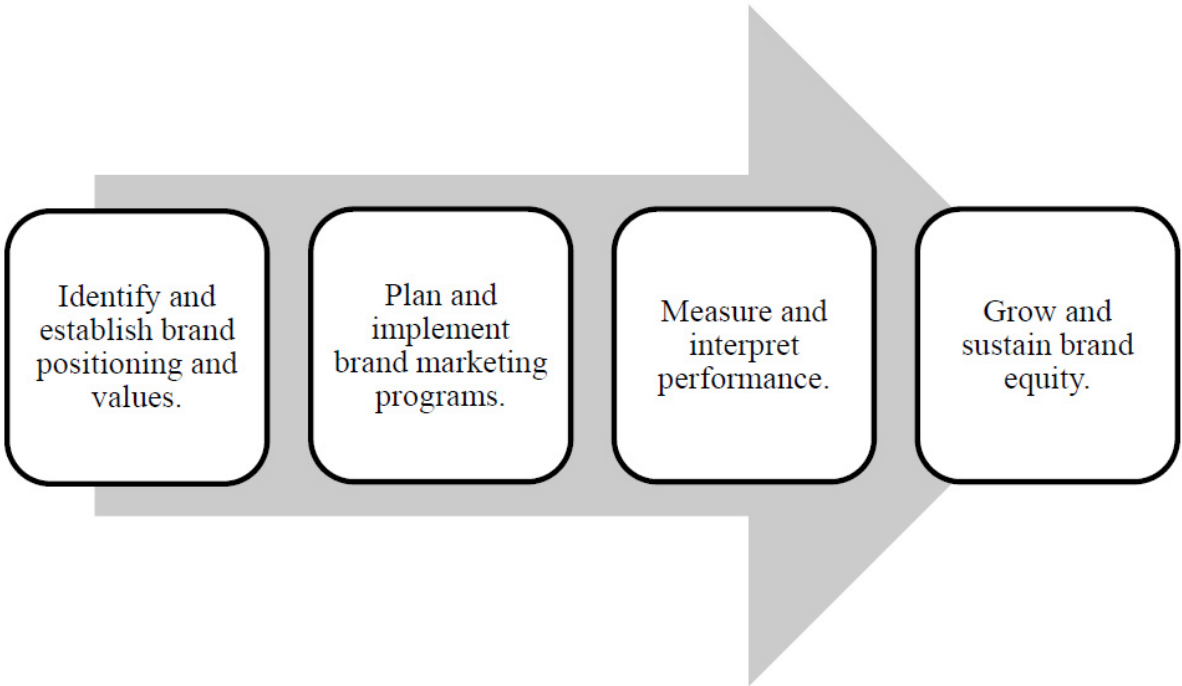 Identify and
establish brand
positioning and
values.
Plan and
implement
brand marketing
programs.
Measure and
interpret
performance.
Grow and
sustain brand
equity.